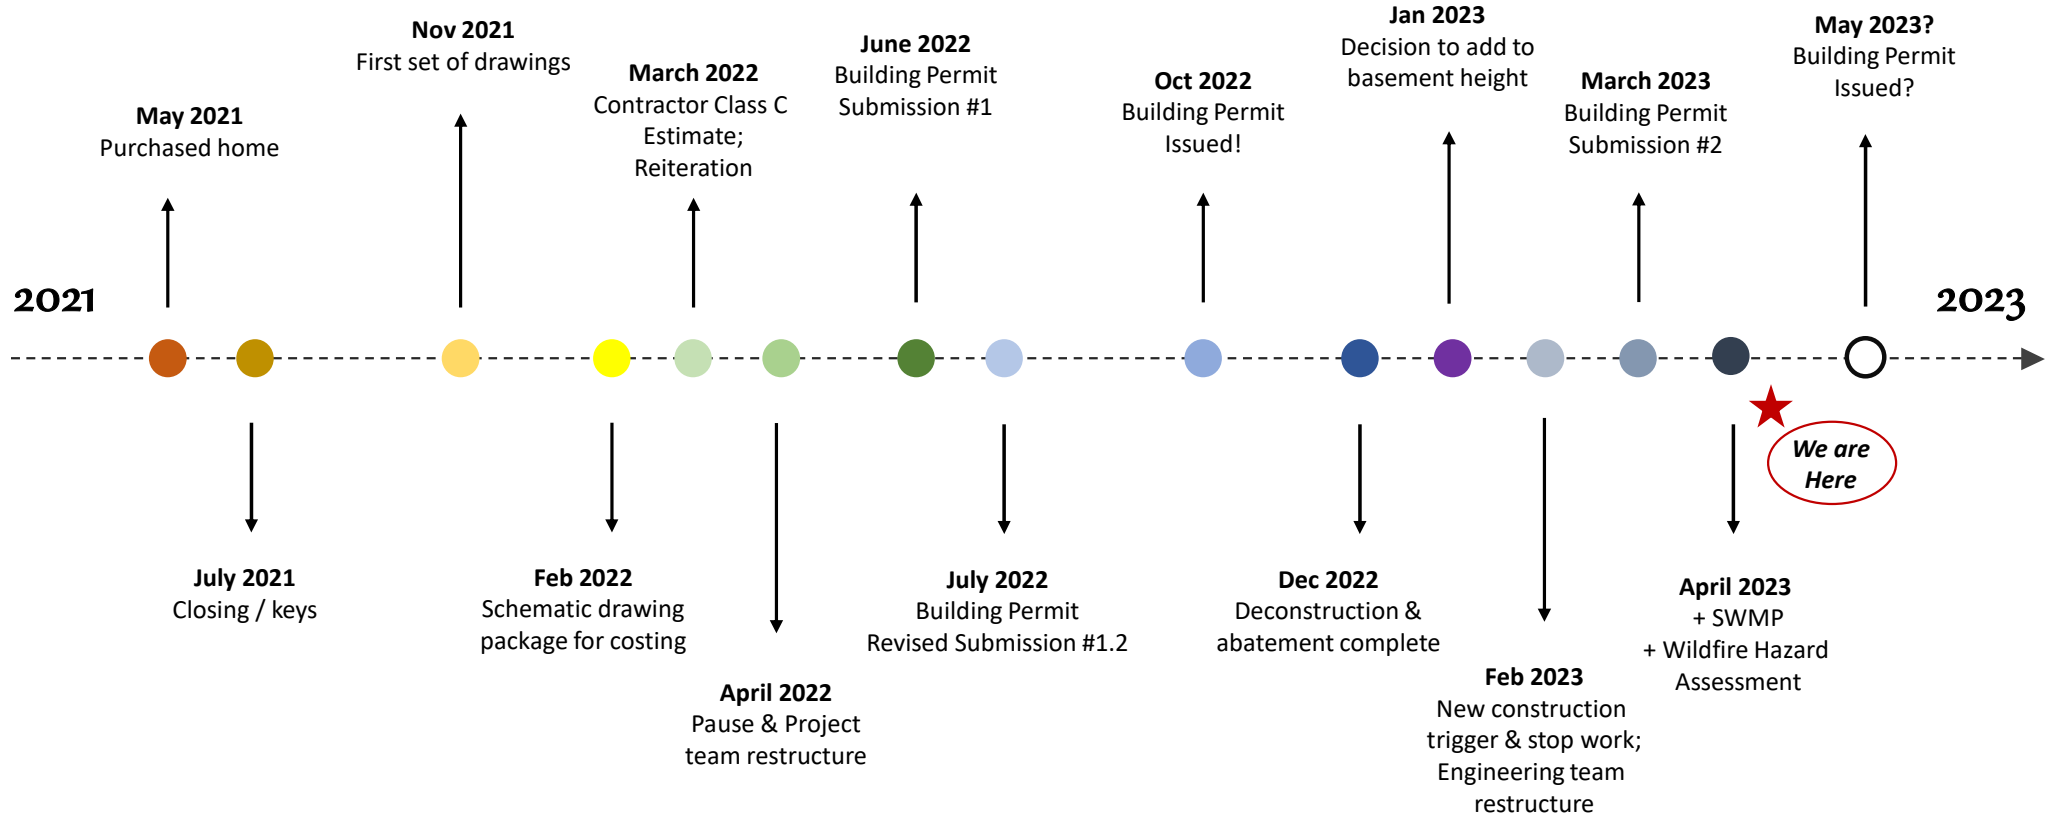 2021
May 2021
Purchased home
July 2021
Closing / keys
Nov 2021
First set of drawings
Feb 2022
Schematic drawing
package for costing
March 2022
Contractor Class C
Estimate;
Reiteration
April 2022
Pause & Project
team restructure
June 2022
Building Permit
Submission #1
July 2022
Building Permit
Revised Submission #1.2
Oct 2022
Building Permit
Issued!
Dec 2022
Deconstruction &
abatement complete
Jan 2023
Decision to add to
basement height
Feb 2023
New construction
trigger & stop work;
Engineering team
restructure
March 2023
Building Permit
Submission #2
April 2023
+ SWMP
+ Wildfire Hazard
Assessment
We are
Here
May 2023?
Building Permit
Issued?
2023